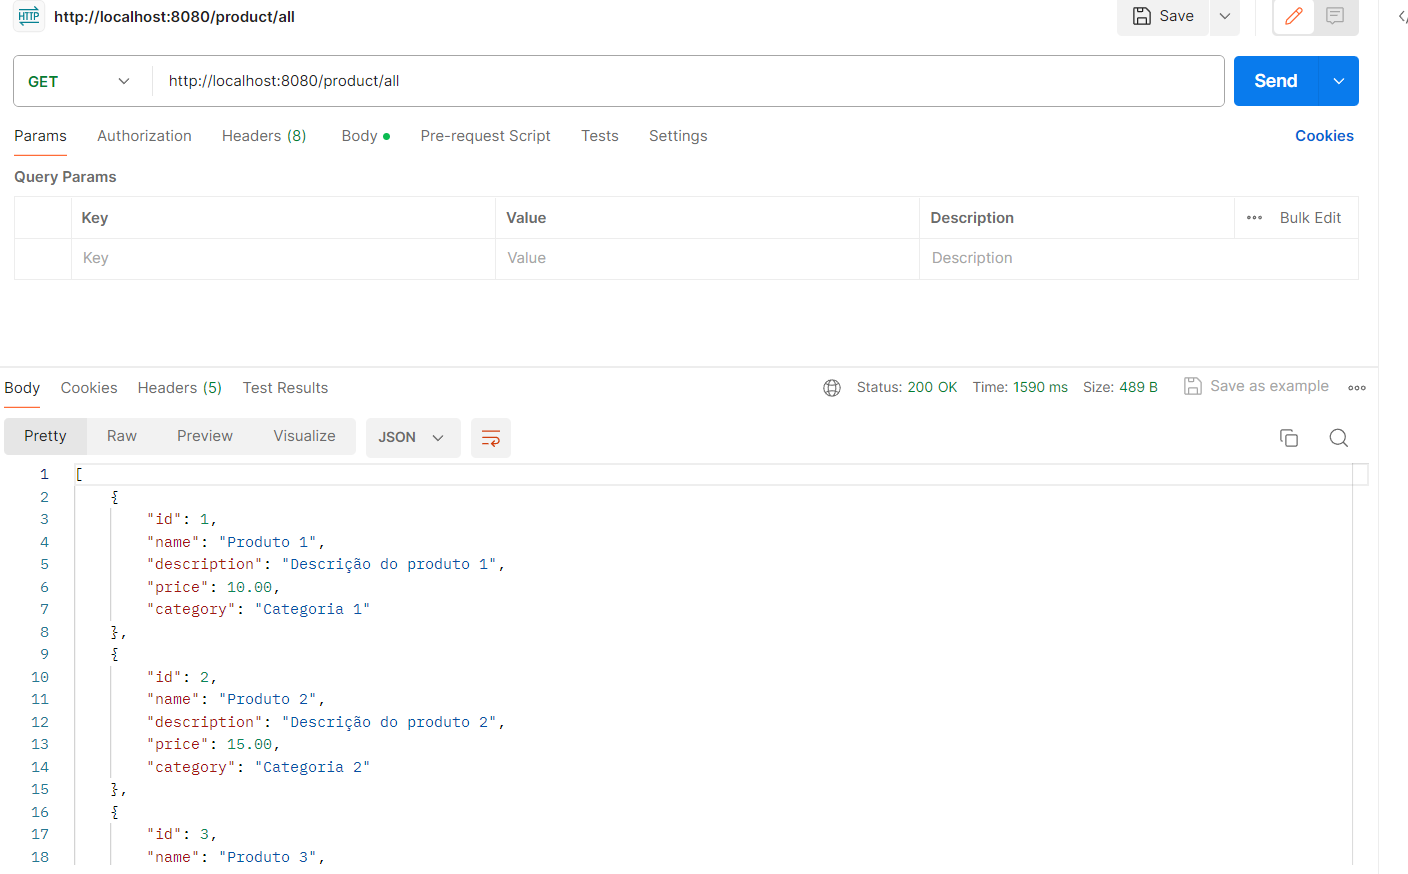 HTTP http://localhost:8080/product/all Save
GET http://localhost:8080/product/all Send
Params Authorization Headers (8) Body Pre-request Script Tests Settings Cookies
Query Params
Key Value Description Bulk Edit
Key Value Description
Body Cookies Headers (5) Test Results Status: 200 OK Time: 1590 ms Size: 489 B Save as example
Pretty Raw Preview Visualize JSON
1 [
2 {
3 "id": 1,
4 "name": "Produto 1",
5 "description": "Descrição do produto 1",
6 "price": 10.00,
7 "category": "Categoria 1"
8 },
9 {
10 "id": 2,
11 "name": "Produto 2",
12 "description": "Descrição do produto 2",
13 "price": 15.00,
14 "category": "Categoria 2"
15 },
16 {
17 "id": 3,
18 "name": "Produto 3",